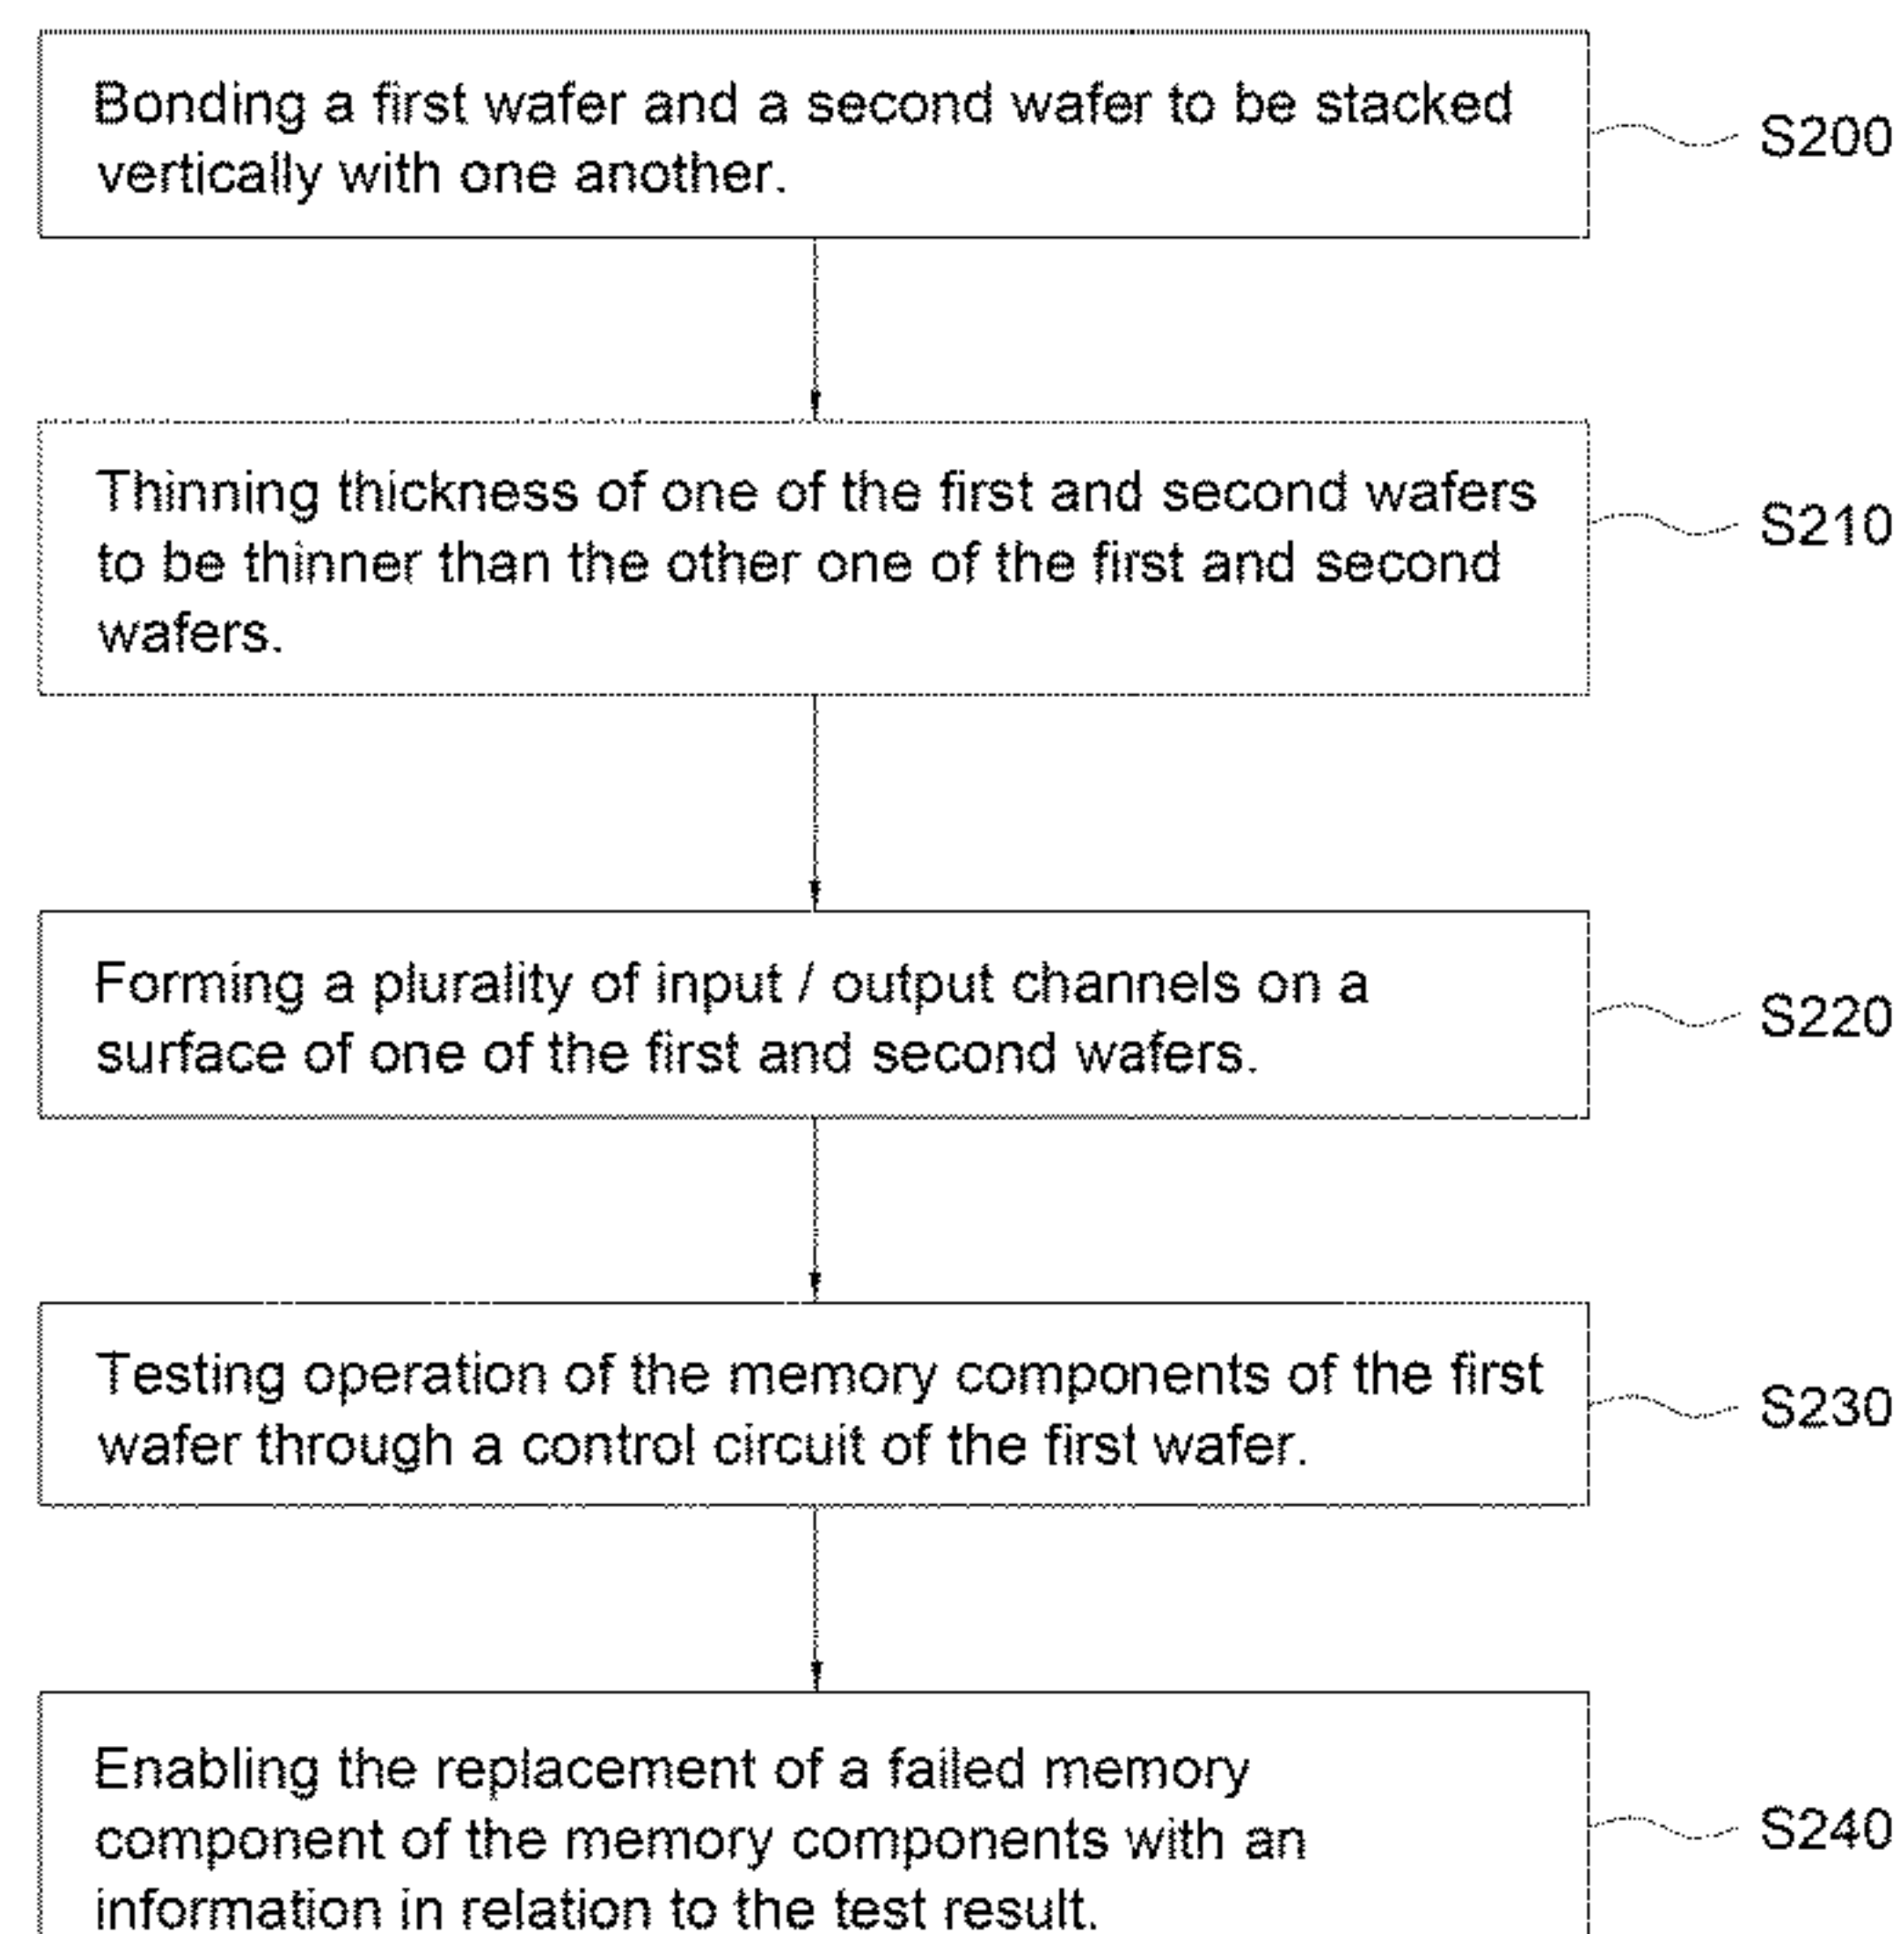 Bonding a first wafer and a second wafer to be stacked
vertically with one another.
S200
Thinning thickness of one of the first and second wafers
to be thinner than the other one of the first and second
wafers.
S210
Forming a plurality of input / output channels on a
surface of one of the first and second wafers.
S220
Testing operation of the memory components of the first
wafer through a control circuit of the first wafer.
S230
Enabling the replacement of a failed memory
component of the memory components with an
information in relation to the test result.
S240